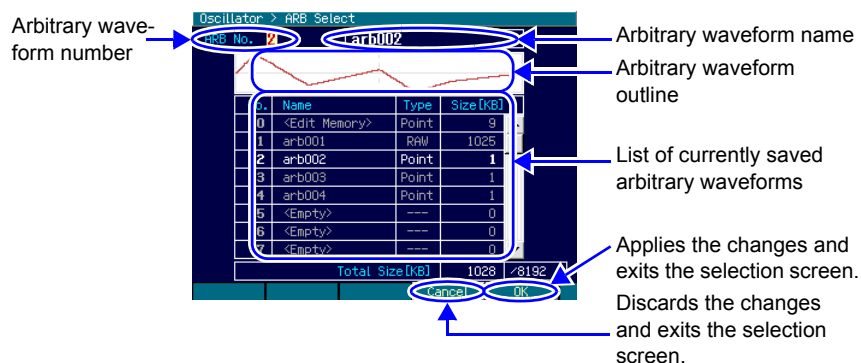 Oscillator > ARB Select
Arbitrary wave-
form number
ARB No. 2
arb002
Arbitrary waveform name
Arbitrary waveform
outline
No. Name Type Size[KB]
0 <Edit Memory> Point 9
1 arb001 RAW 1025
2 arb002 Point 1
3 arb003 Point 1
4 arb004 Point 1
5 <Empty> --- 0
6 <Empty> --- 0
7 <Empty> --- 0
List of currently saved
arbitrary waveforms
Total Size[KB] 1028 /8192
Cancel OK
Applies the changes and
exits the selection screen.
Discards the changes
and exits the selection
screen.